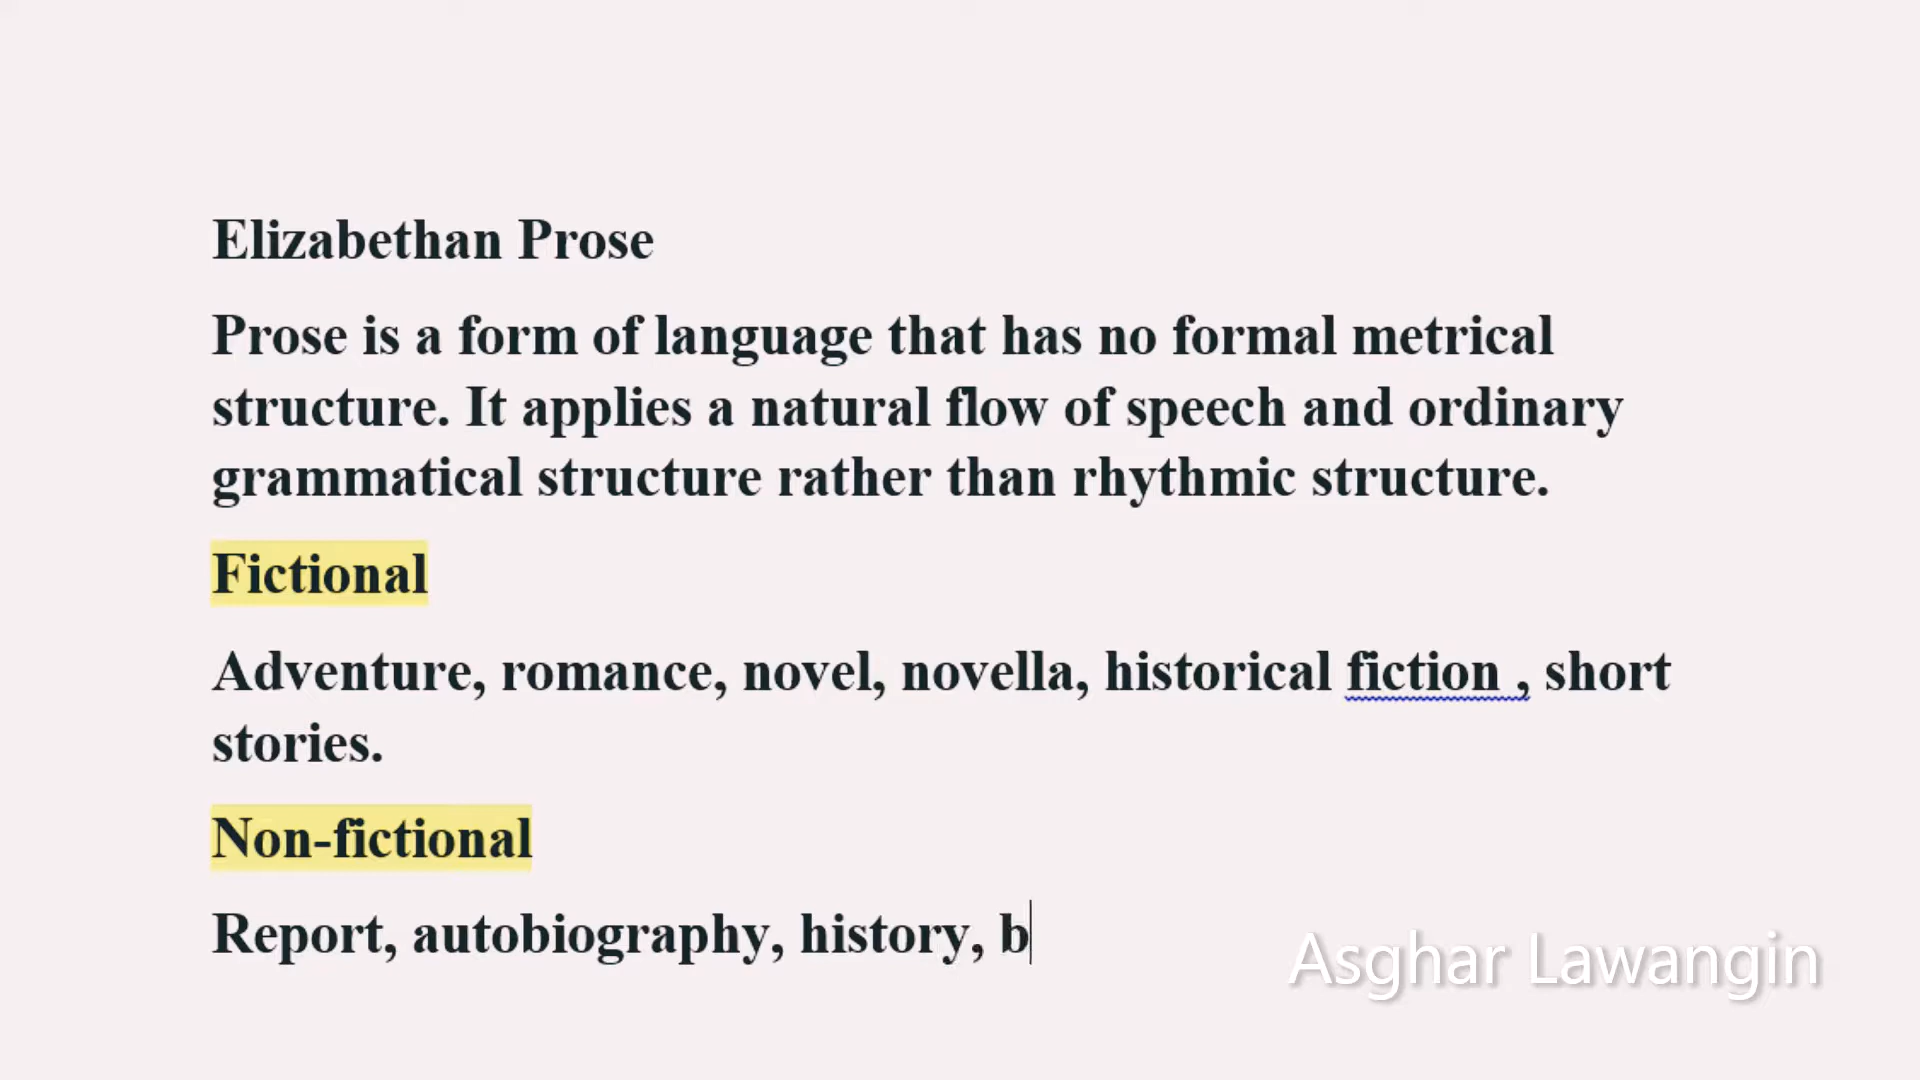 Elizabethan Prose
Prose is a form of language that has no formal metrical
structure. It applies a natural flow of speech and ordinary
grammatical structure rather than rhythmic structure.
Fictional
Adventure, romance, novel, novella, historical fiction , short
stories.
Non-fictional
Report, autobiography, history, b
Asghar Lawangin